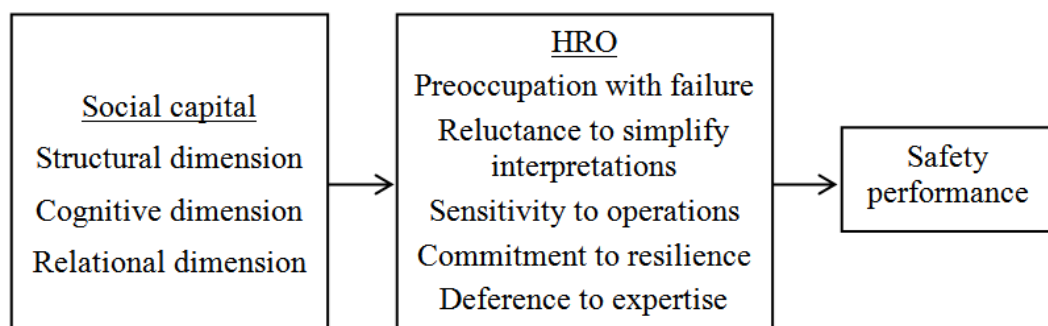 Social capital
Structural dimension
Cognitive dimension
Relational dimension
HRO
Preoccupation with failure
Reluctance to simplify
interpretations
Sensitivity to operations
Commitment to resilience
Deference to expertise
Safety
performance